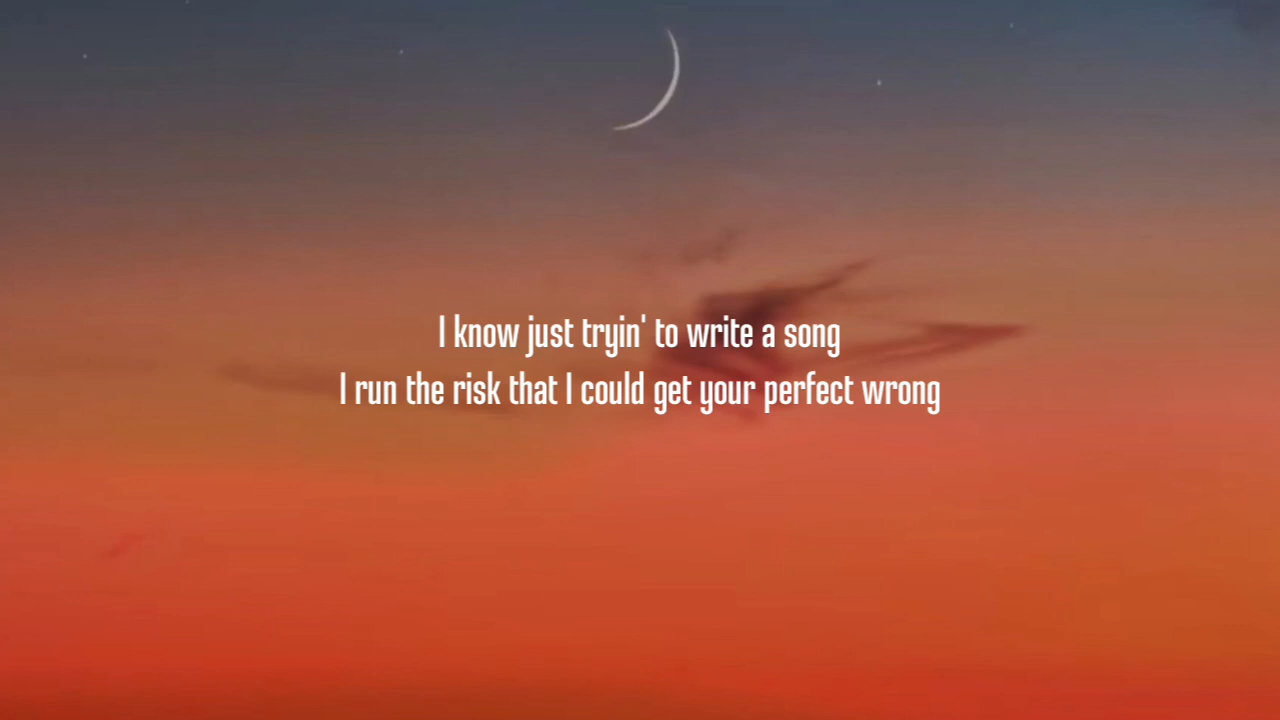 I know just tryin' to write a song
I run the risk that I could get your perfect wrong